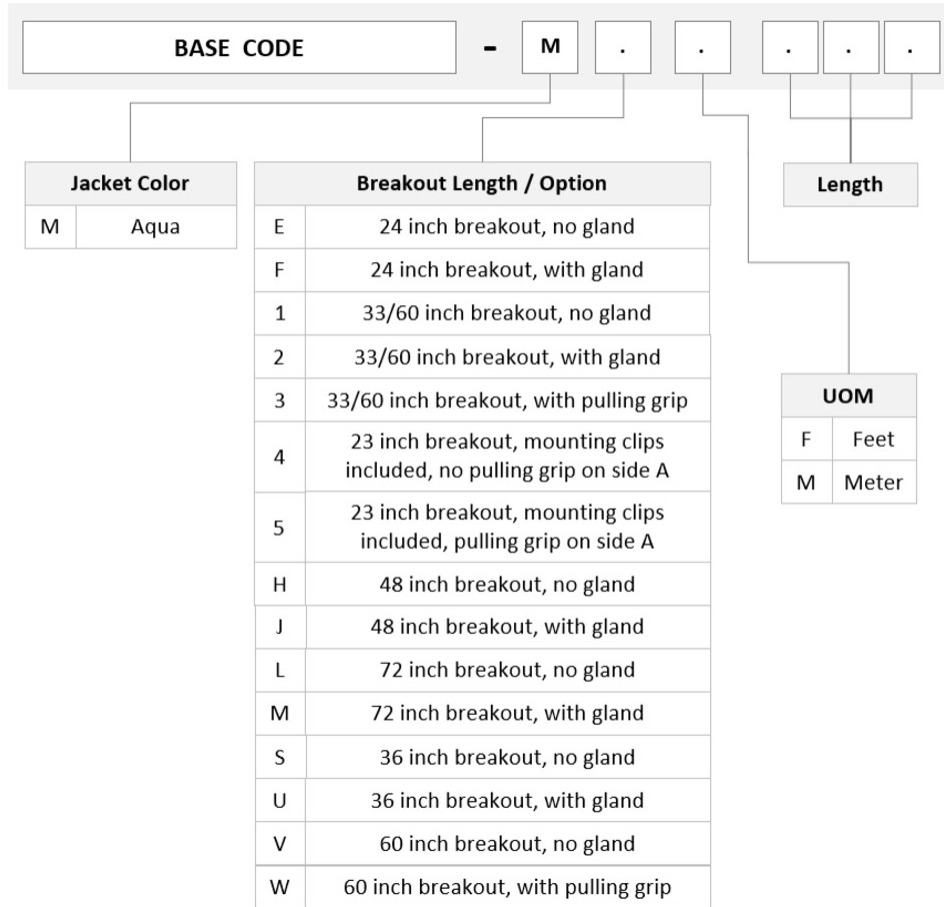 BASE CODE - M . . . . .
Jacket Color
M Aqua
Breakout Length / Option
E 24 inch breakout, no gland
F 24 inch breakout, with gland
1 33/60 inch breakout, no gland
2 33/60 inch breakout, with gland
3 33/60 inch breakout, with pulling grip
4 23 inch breakout, mounting clips
included, no pulling grip on side A
5 23 inch breakout, mounting clips
included, pulling grip on side A
H 48 inch breakout, no gland
J 48 inch breakout, with gland
L 72 inch breakout, no gland
M 72 inch breakout, with gland
S 36 inch breakout, no gland
U 36 inch breakout, with gland
V 60 inch breakout, no gland
W 60 inch breakout, with pulling grip
Length
UOM
F Feet
M Meter